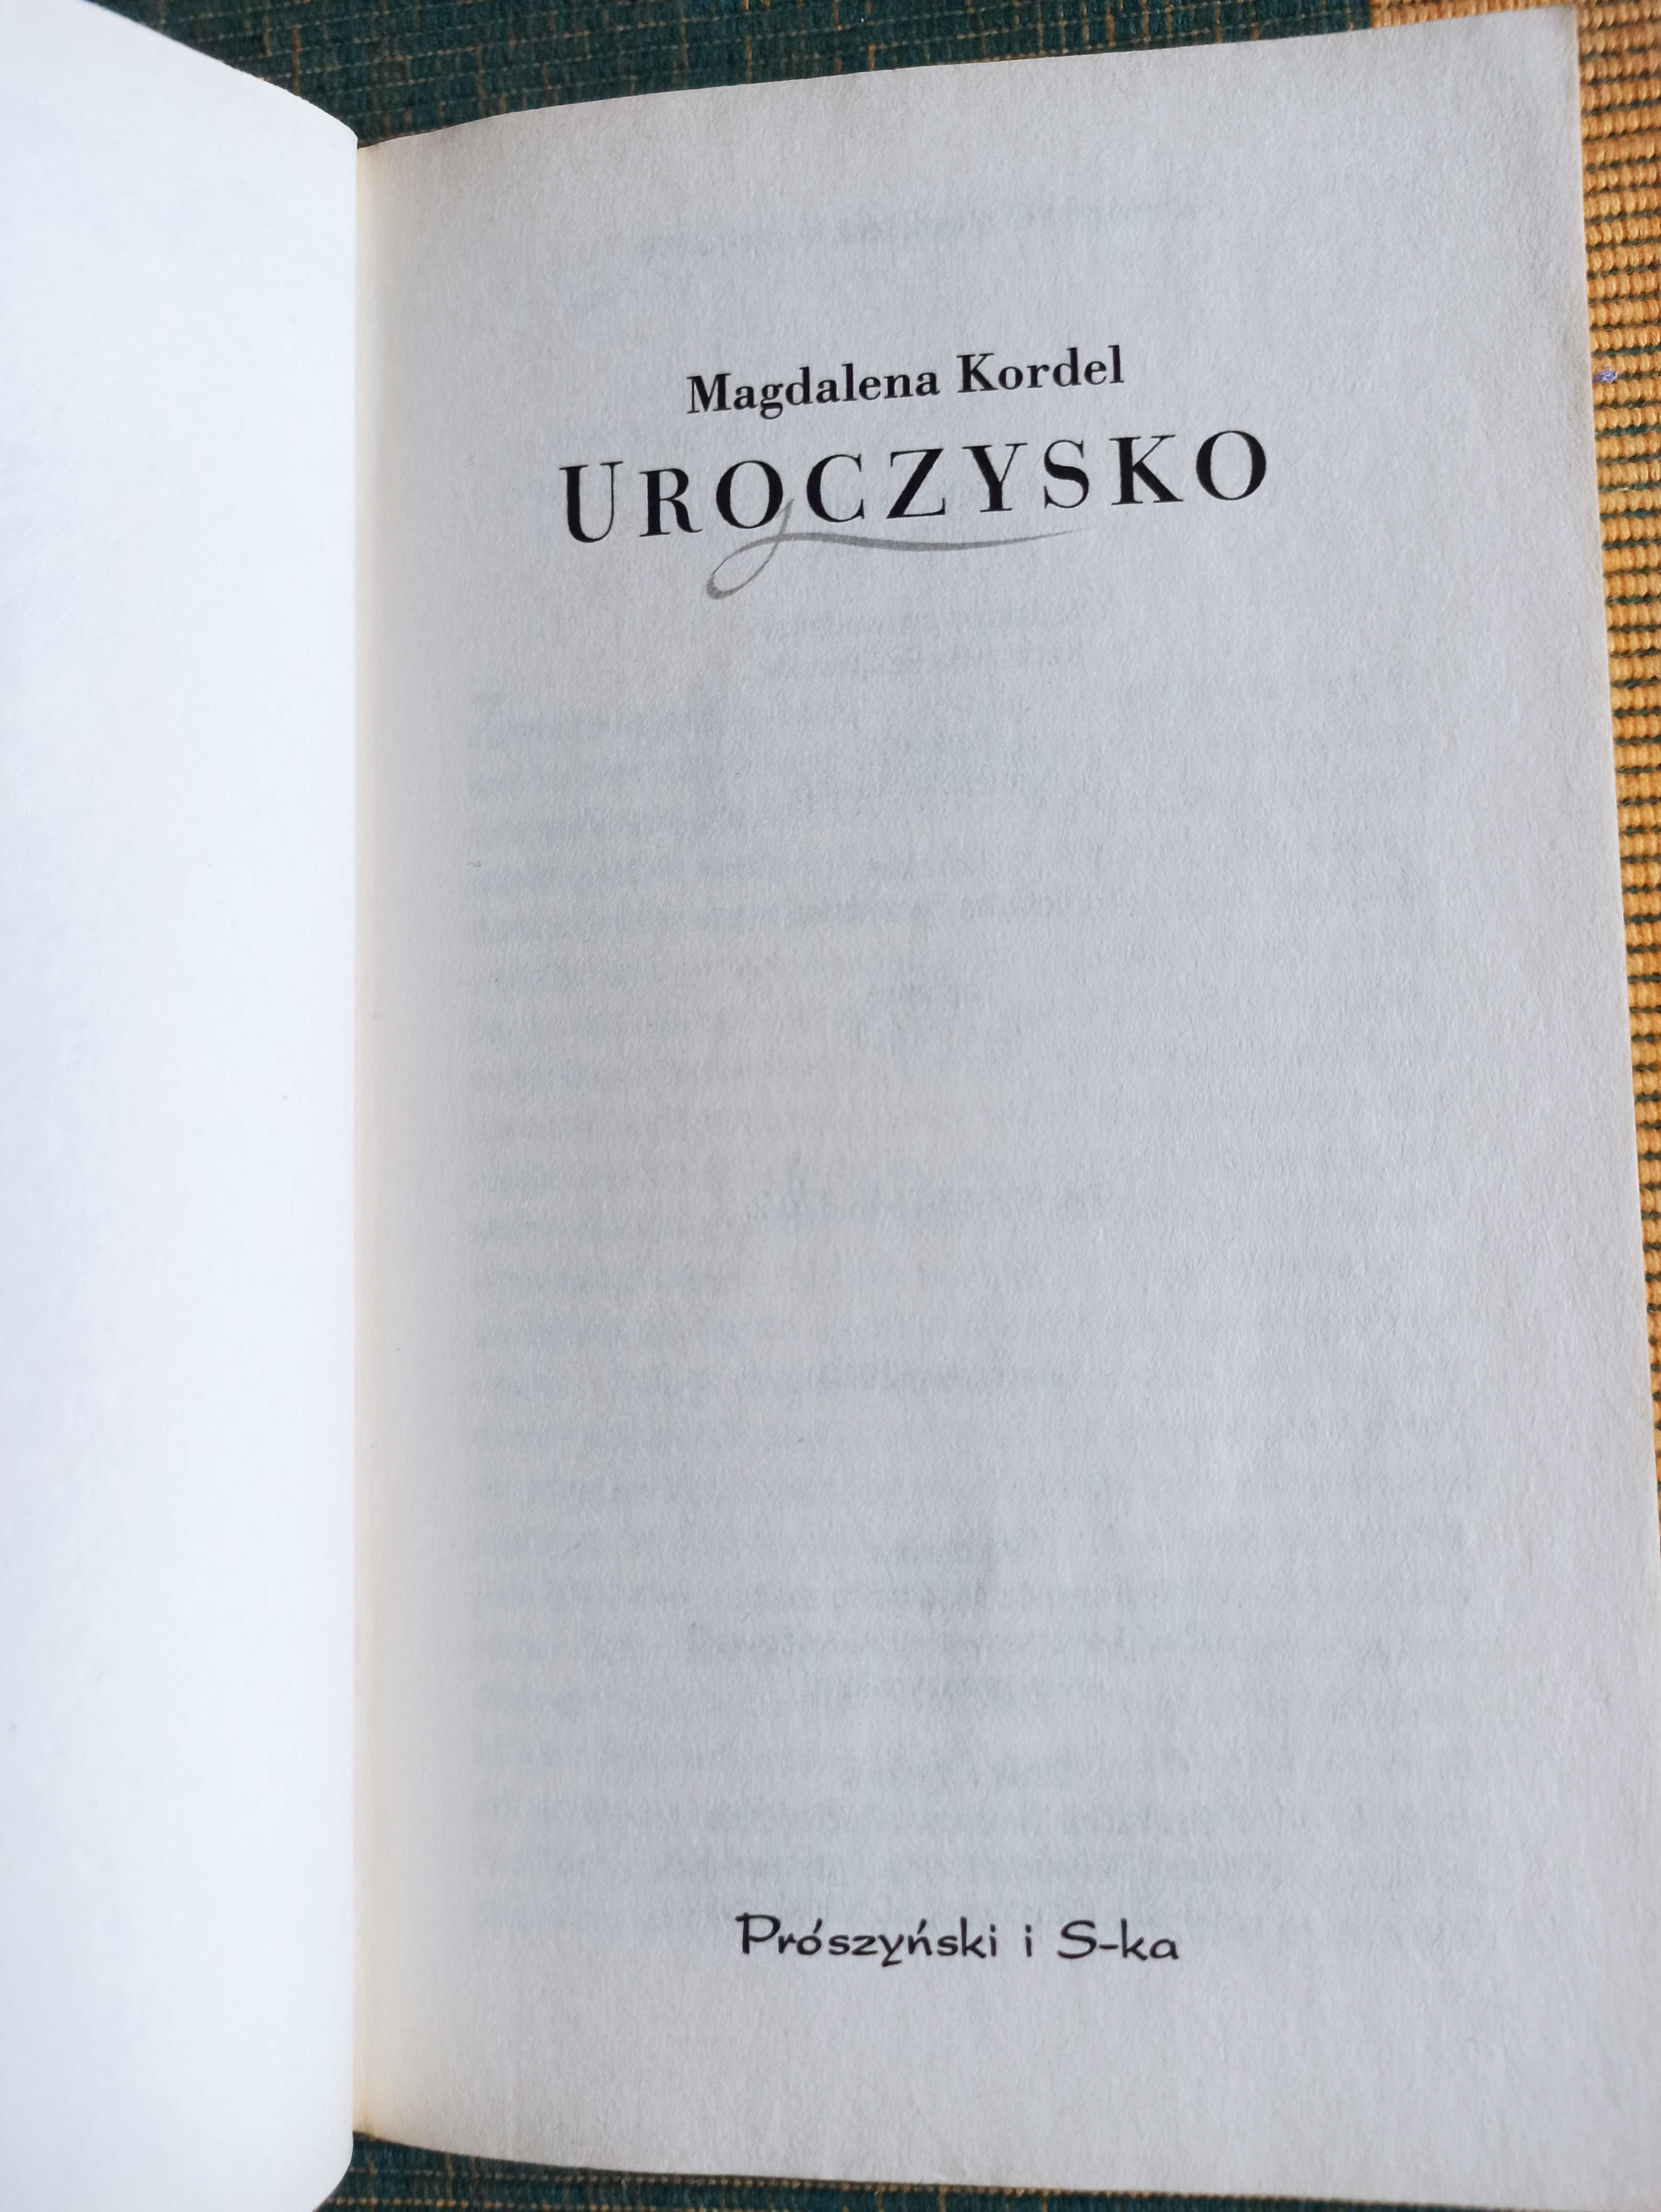 Magdalena Kordel
UROCZYSKO
Prószyński i S-ka